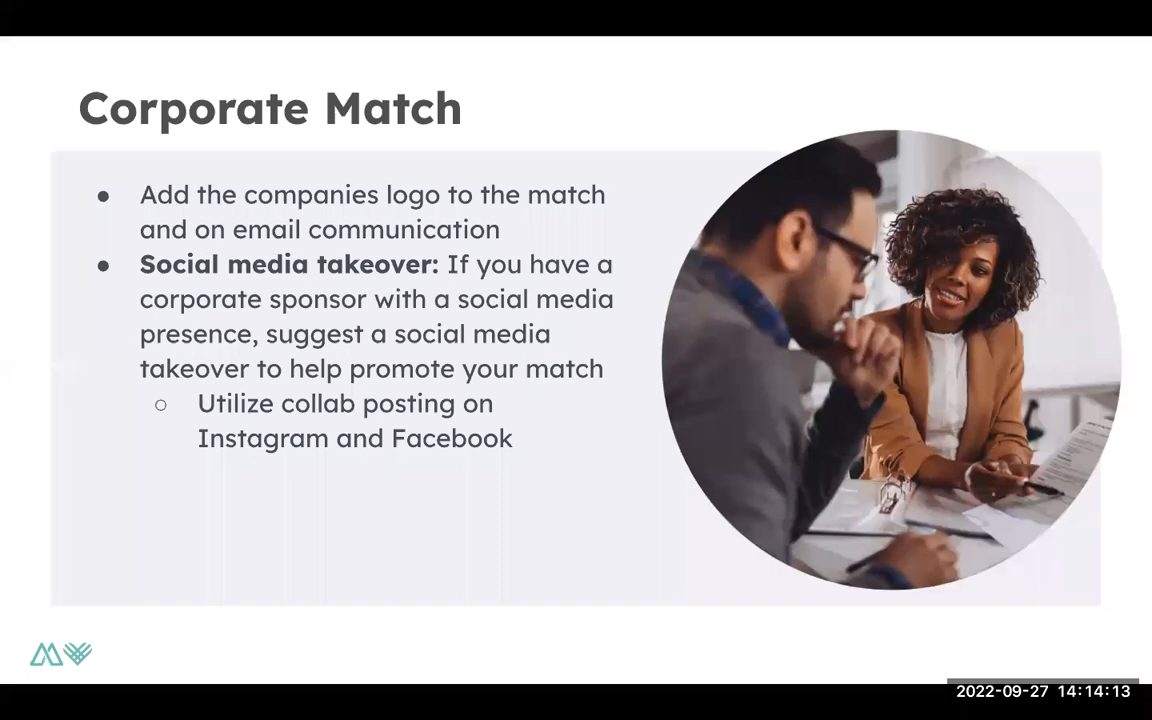 Corporate Match
● Add the companies logo to the match
and on email communication
● Social media takeover: If you have a
corporate sponsor with a social media
presence, suggest a social media
takeover to help promote your match
○ Utilize collab posting on
Instagram and Facebook
2022-09-27 14:14:13